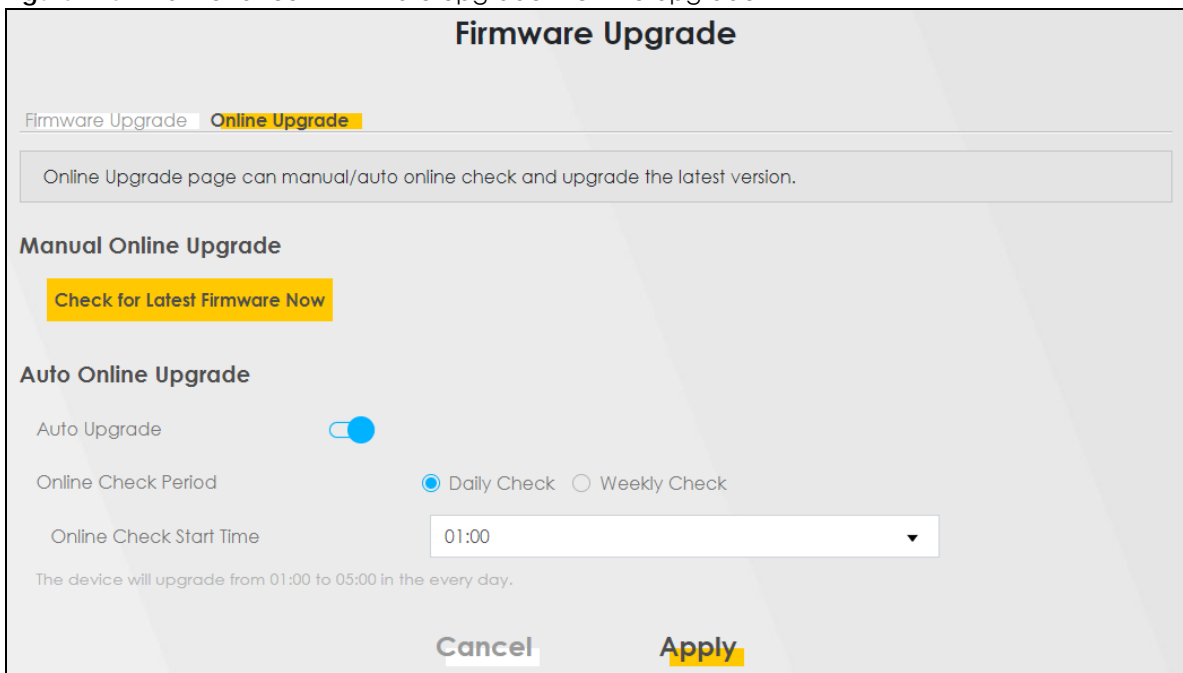 Firmware Upgrade
Firmware Upgrade Online Upgrade
Online Upgrade page can manual/auto online check and upgrade the latest version.
Manual Online Upgrade
Check for Latest Firmware Now
Auto Online Upgrade
Auto Upgrade
Online Check Period Daily Check Weekly Check
Online Check Start Time 01:00
The device will upgrade from 01:00 to 05:00 in the every day.
Cancel Apply